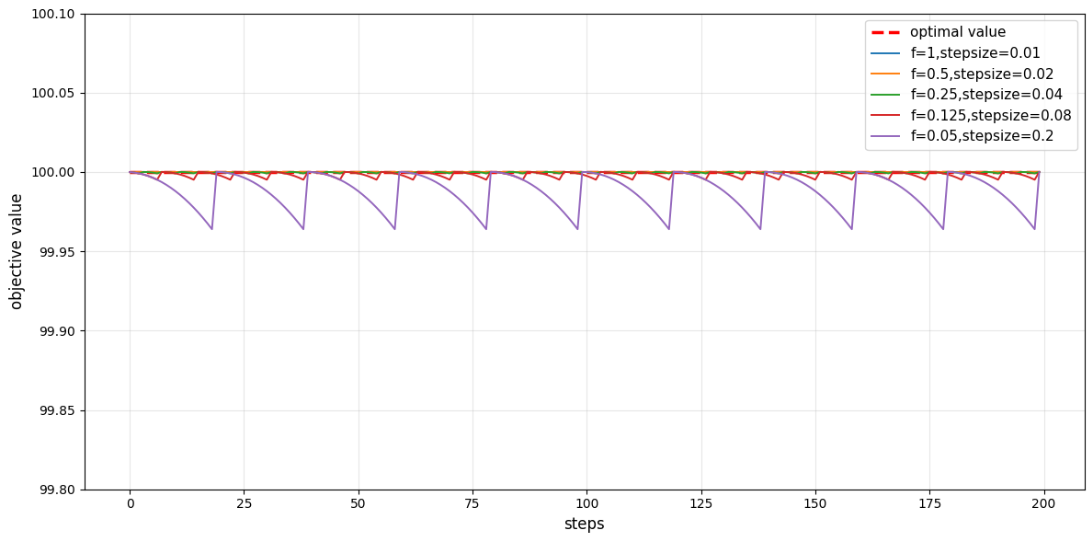 100.10
100.05
100.00
99.95
99.90
99.85
99.80
objective value
optimal value
f=1,stepsize=0.01
f=0.5,stepsize=0.02
f=0.25,stepsize=0.04
f=0.125,stepsize=0.08
f=0.05,stepsize=0.2
0 25 50 75 100 125 150 175 200
steps